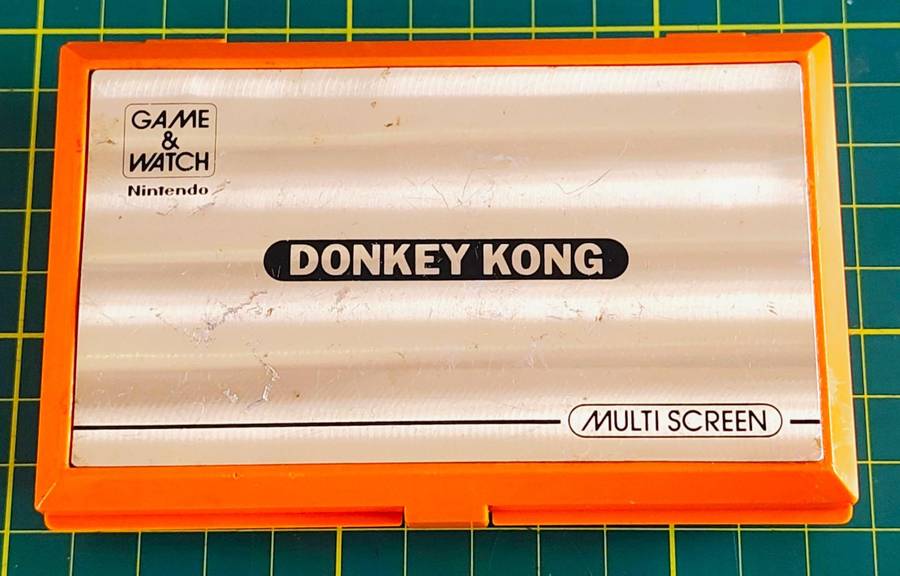 GAME
&
WATCH
Nintendo
DONKEY KONG
MULTI SCREEN